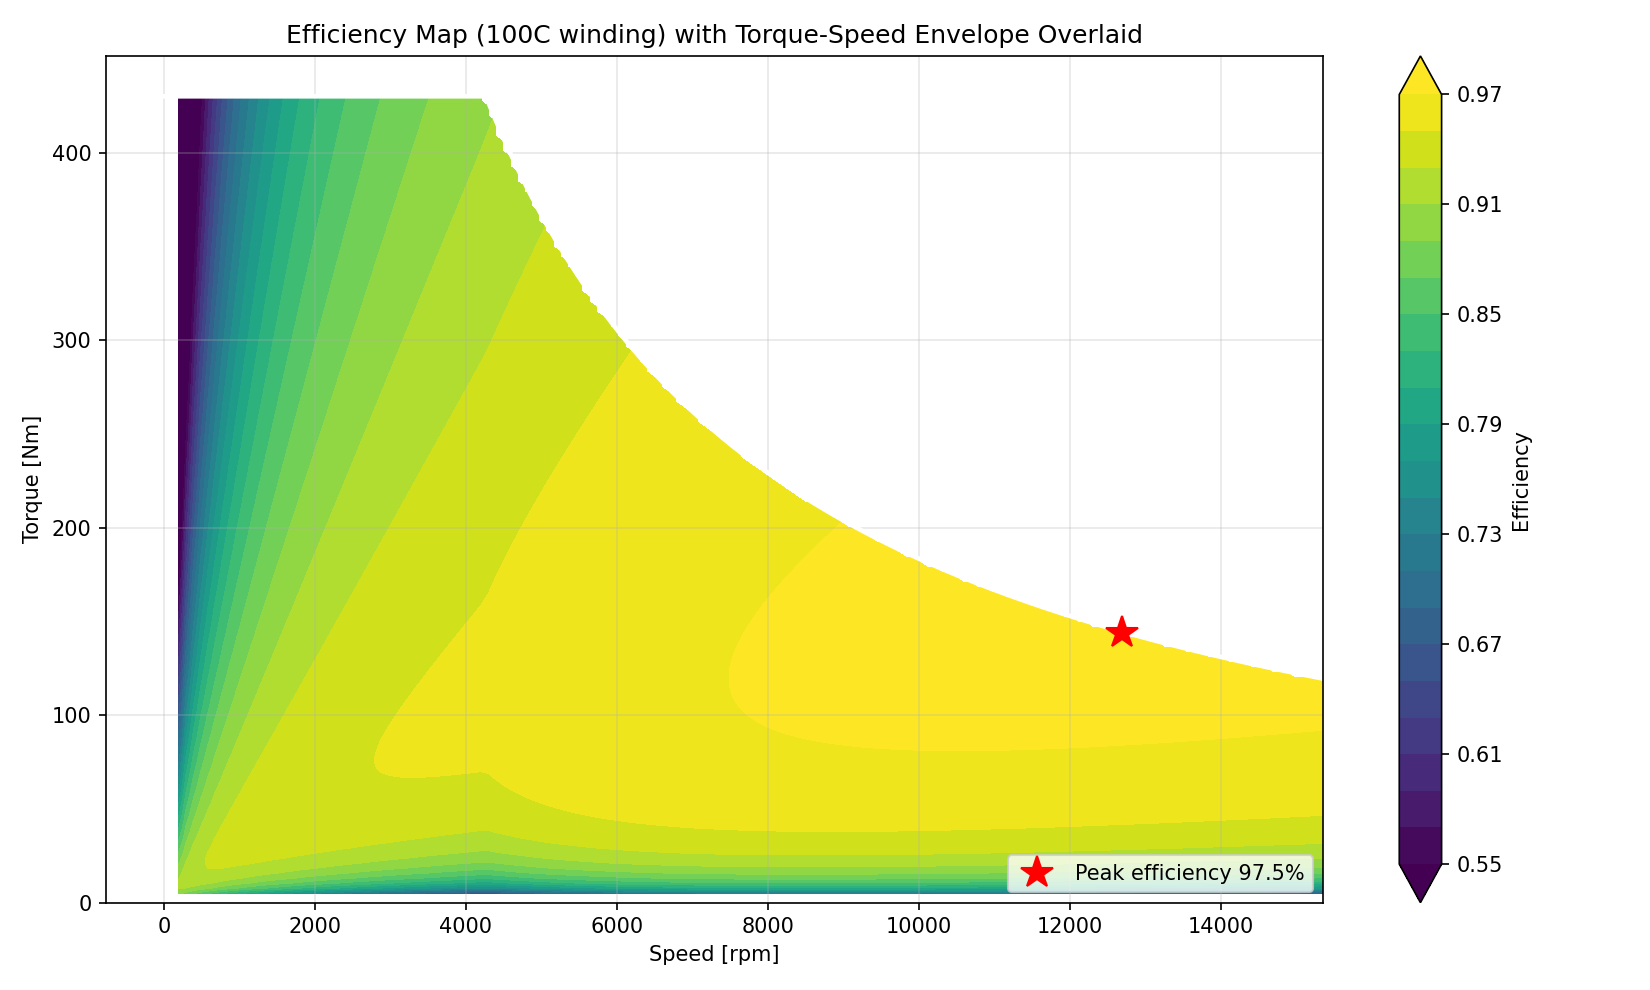 Efficiency Map (100C winding) with Torque-Speed Envelope Overlaid
Torque [Nm]
400
300
200
100
0
0 2000 4000 6000 8000 10000 12000 14000
Speed [rpm]
Peak efficiency 97.5%
0.97
0.91
0.85
0.79
0.73
0.67
0.61
0.55
Efficiency